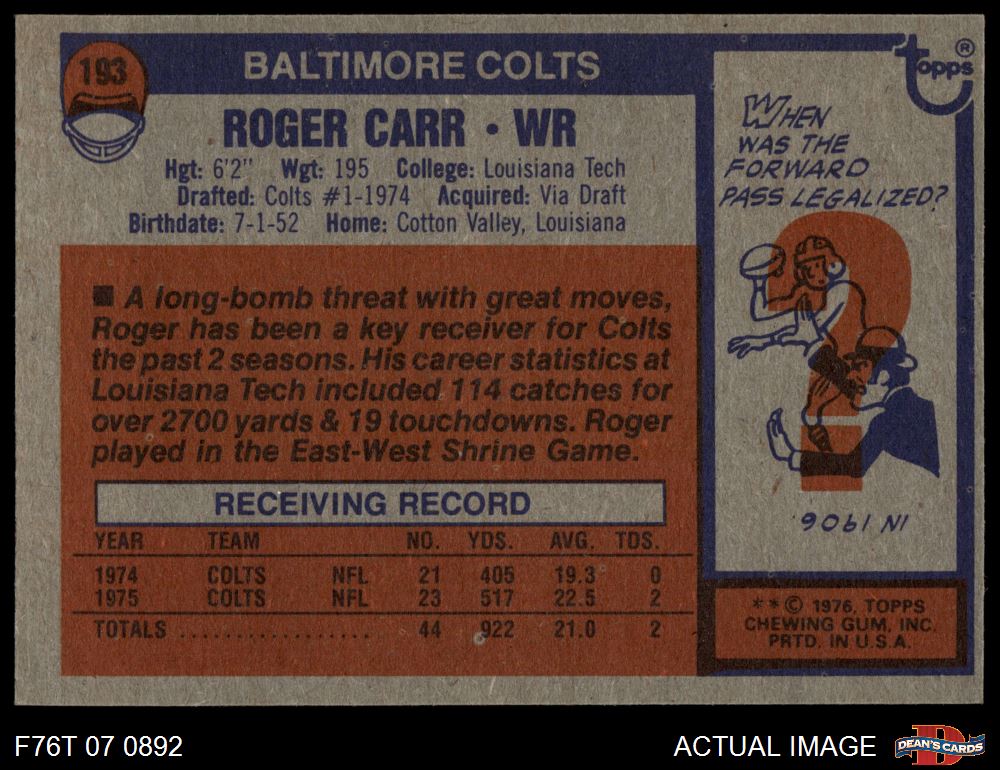 193
BALTIMORE COLTS
ROGER CARR • WR
Hgt: 6'2" Wgt: 195 College: Louisiana Tech
Drafted: Colts #1-1974 Acquired: Via Draft
Birthdate: 7-1-52 Home: Cotton Valley, Louisiana
■ A long-bomb threat with great moves,
Roger has been a key receiver for Colts
the past 2 seasons. His career statistics at
Louisiana Tech included 114 catches for
over 2700 yards & 19 touchdowns. Roger
played in the East-West Shrine Game.
RECEIVING RECORD
YEAR TEAM NO. YDS. AVG. TDS.
1974 COLTS NFL 21 405 19.3 0
1975 COLTS NFL 23 517 22.5 2
TOTALS .................. 44 922 21.0 2
topps ®
WHEN
WAS THE
FORWARD
PASS LEGALIZED?
IN 1906
**© 1976, TOPPS
CHEWING GUM, INC.
PRTD. IN U.S.A.
F76T 07 0892
ACTUAL IMAGE
D
DEAN'S CARDS